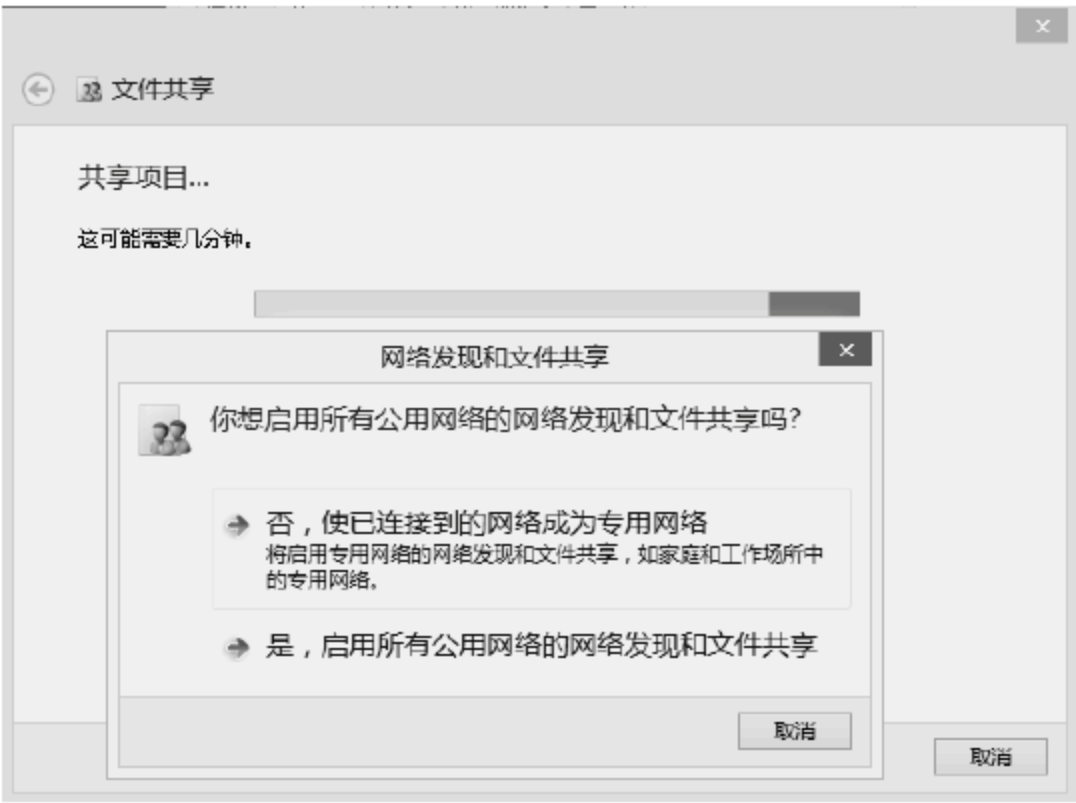 文件共享
共享项目...
这可能需要几分钟。
网络发现和文件共享
你想启用所有公用网络的网络发现和文件共享吗?
否，使已连接到的网络成为专用网络
将启用专用网络的网络发现和文件共享，如家庭和工作场所中
的专用网络。
是，启用所有公用网络的网络发现和文件共享
取消
取消